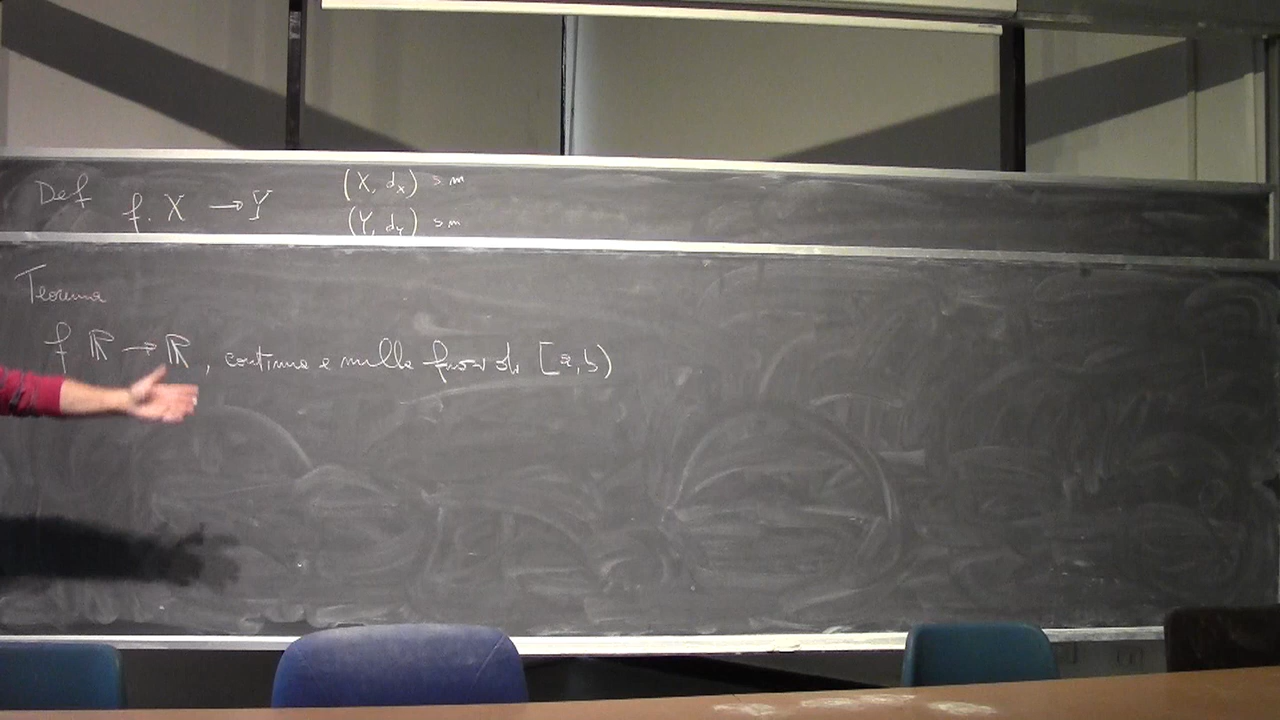 Def f: X → Y (X, dx) s.m
(Y, dy) s.m
Teorema
f: ℝ → ℝ, continua e nulla fuori di [a, b)